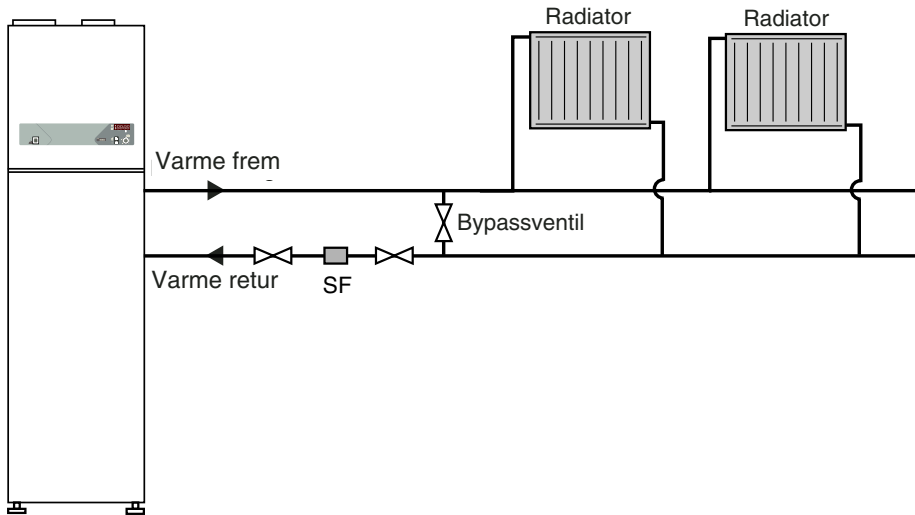 Radiator
Radiator
Varme frem
Bypassventil
Varme retur
SF